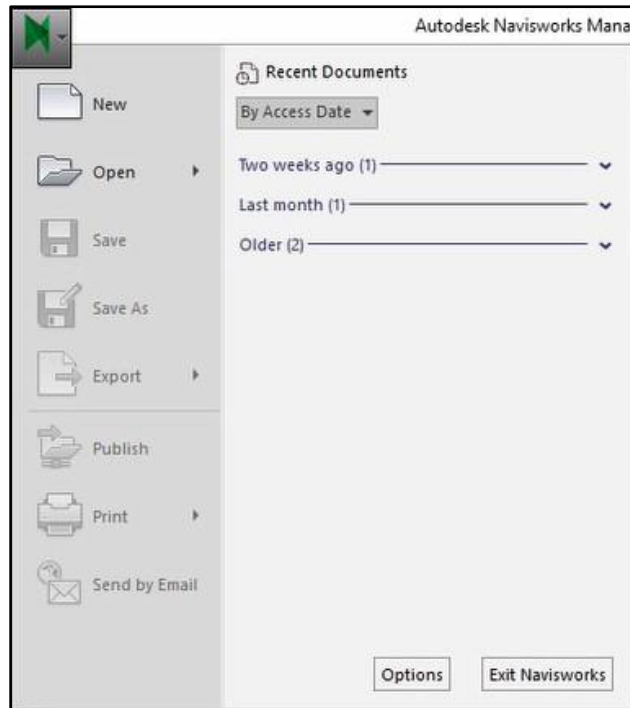 Autodesk Navisworks Mana
New
Open
Save
Save As
Export
Publish
Print
Send by Email
Recent Documents
By Access Date
Two weeks ago (1)
Last month (1)
Older (2)
Options
Exit Navisworks